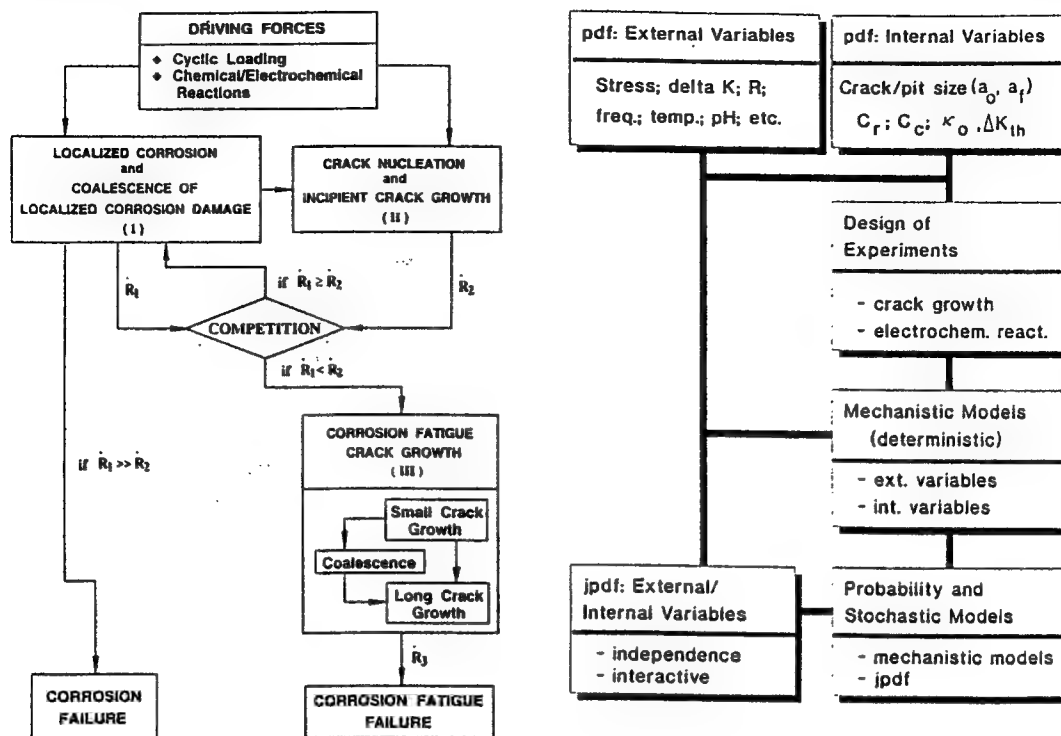 DRIVING FORCES
◆ Cyclic Loading
◆ Chemical/Electrochemical
Reactions
LOCALIZED CORROSION
and
COALESCENCE OF
LOCALIZED CORROSION DAMAGE
(I)
CRACK NUCLEATION
and
INCIPIENT CRACK GROWTH
(II)
Ṙ₁
if Ṙ₁ ≥ Ṙ₂
Ṙ₂
COMPETITION
if Ṙ₁ < Ṙ₂
if Ṙ₁ >> Ṙ₂
CORROSION FATIGUE
CRACK GROWTH
(III)
Small Crack
Growth
Coalescence
Long Crack
Growth
Ṙ₃
CORROSION
FAILURE
CORROSION FATIGUE
FAILURE
pdf: External Variables
Stress; delta K; R;
freq.; temp.; pH; etc.
pdf: Internal Variables
Crack/pit size (a₀, a_f)
C_r; C_c; κ₀, ΔK_th
Design of
Experiments
- crack growth
- electrochem. react.
Mechanistic Models
(deterministic)
- ext. variables
- int. variables
jpdf: External/
Internal Variables
- independence
- interactive
Probability and
Stochastic Models
- mechanistic models
- jpdf